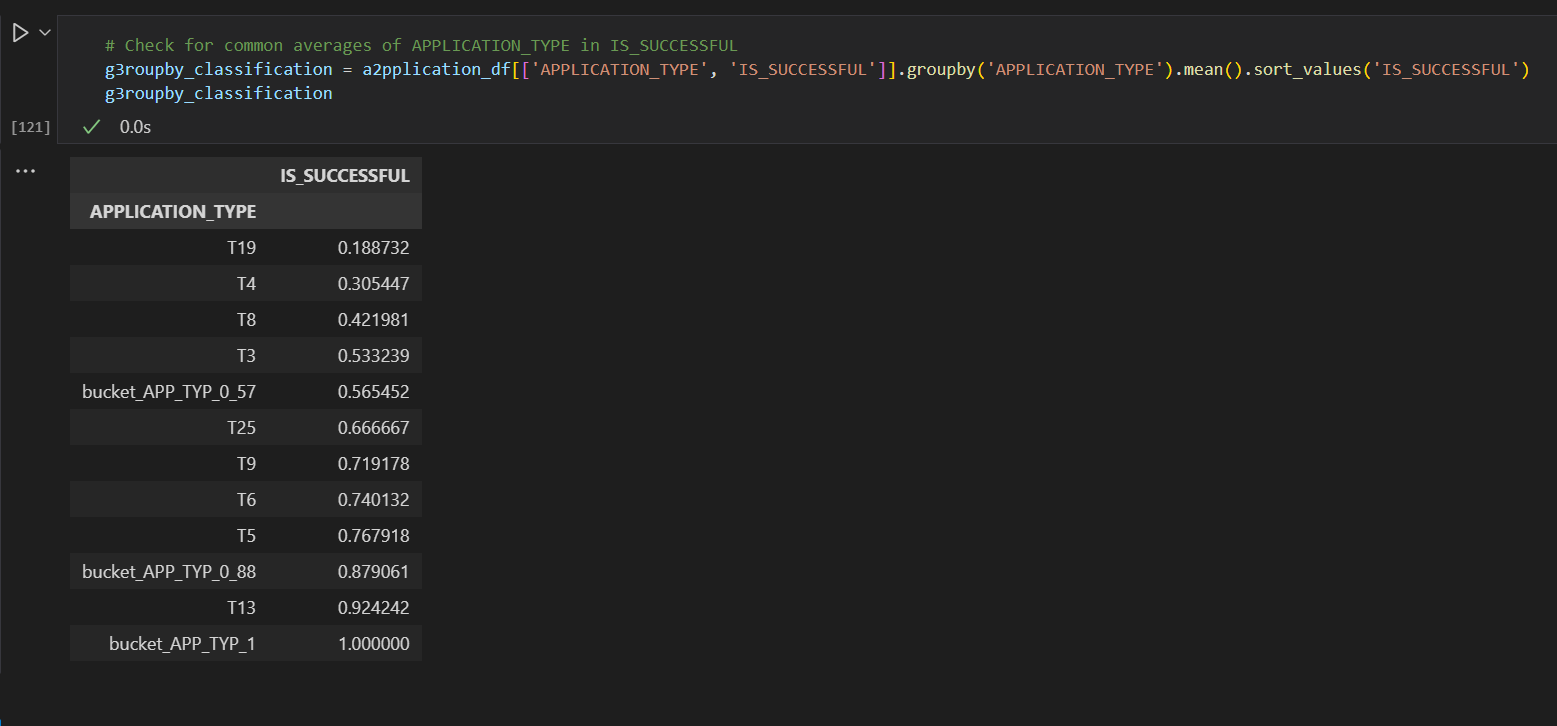 # Check for common averages of APPLICATION_TYPE in IS_SUCCESSFUL
g3roupby_classification = a2pplication_df[['APPLICATION_TYPE', 'IS_SUCCESSFUL']].groupby('APPLICATION_TYPE').mean().sort_values('IS_SUCCESSFUL')
g3roupby_classification
[121] 0.0s
IS_SUCCESSFUL
APPLICATION_TYPE
T19 0.188732
T4 0.305447
T8 0.421981
T3 0.533239
bucket_APP_TYP_0_57 0.565452
T25 0.666667
T9 0.719178
T6 0.740132
T5 0.767918
bucket_APP_TYP_0_88 0.879061
T13 0.924242
bucket_APP_TYP_1 1.000000